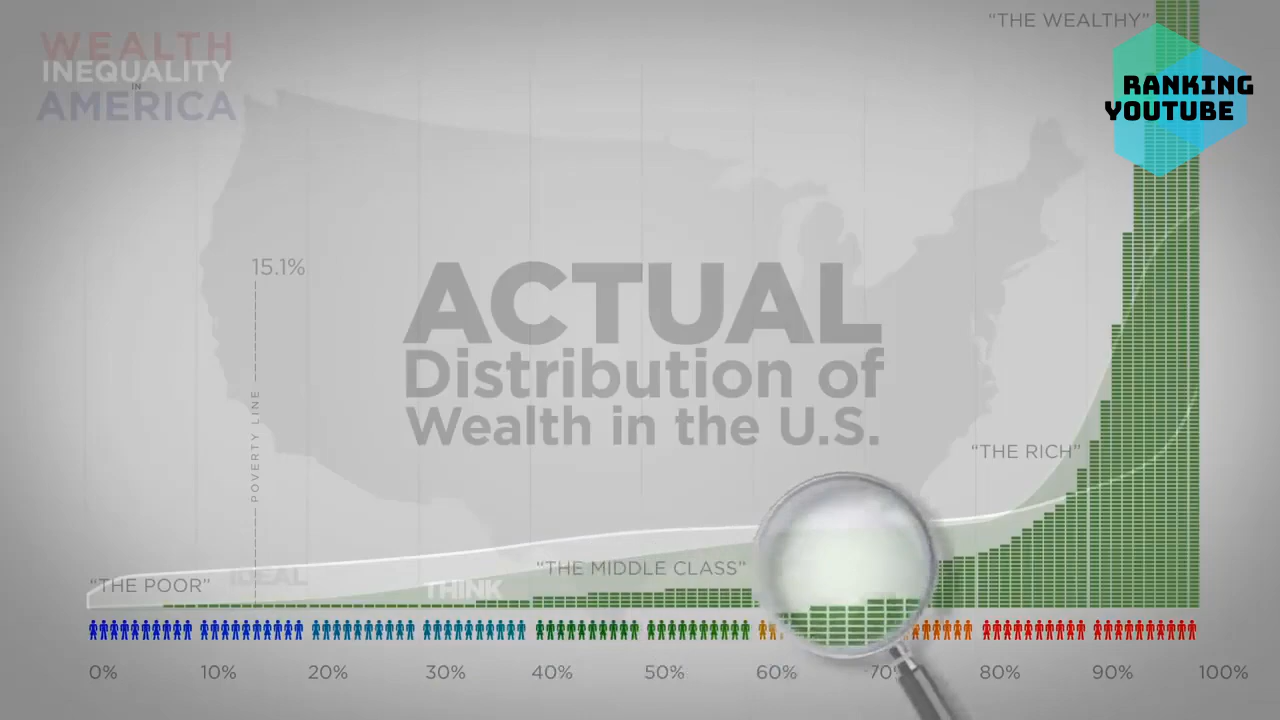 “THE WEALTHY”
WEALTH
INEQUALITY
IN
AMERICA
RANKING
YOUTUBE
15.1%
ACTUAL
Distribution of
Wealth in the U.S.
POVERTY LINE
“THE RICH”
“THE MIDDLE CLASS”
“THE POOR”
IDEAL
THINK
0% 10% 20% 30% 40% 50% 60% 70% 80% 90% 100%